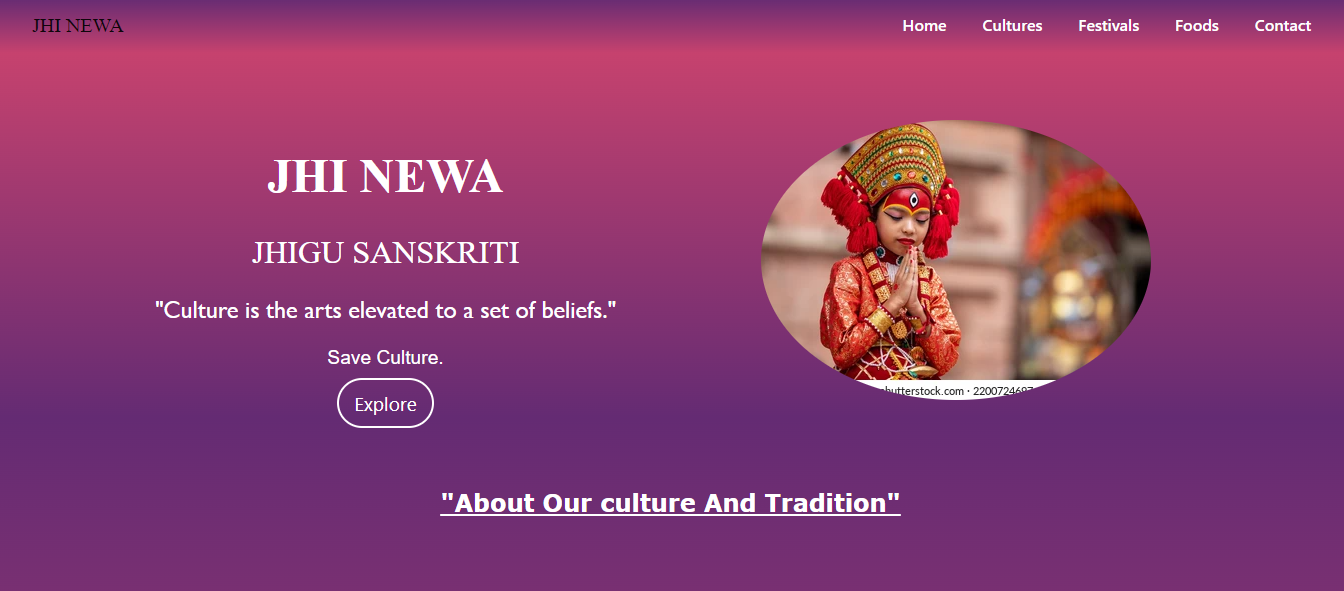 JHI NEWA
Home Cultures Festivals Foods Contact
JHI NEWA
JHIGU SANSKRITI
"Culture is the arts elevated to a set of beliefs."
Save Culture.
Explore
shutterstock.com · 2200724697
"About Our culture And Tradition"